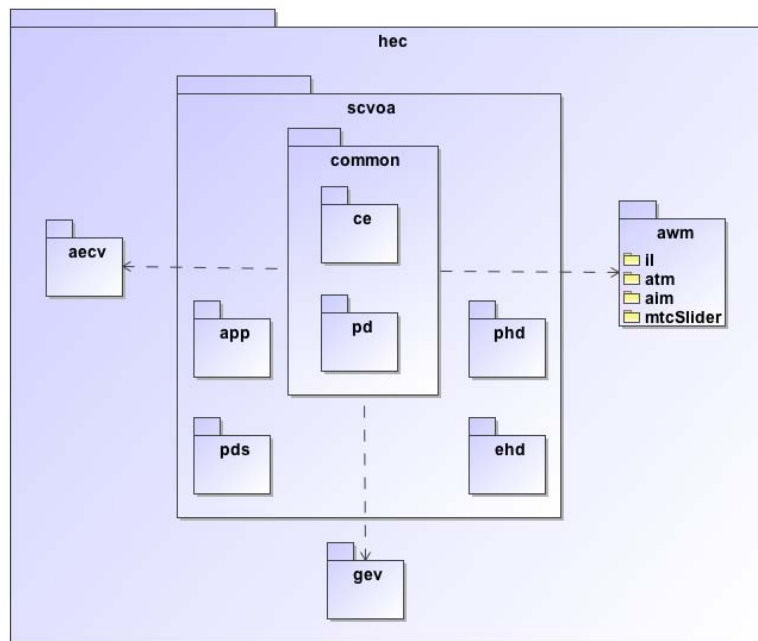 hec
scvoa
common
ce
aecv
awm
il
atm
aim
mtcSlider
app
pd
phd
pds
ehd
gev